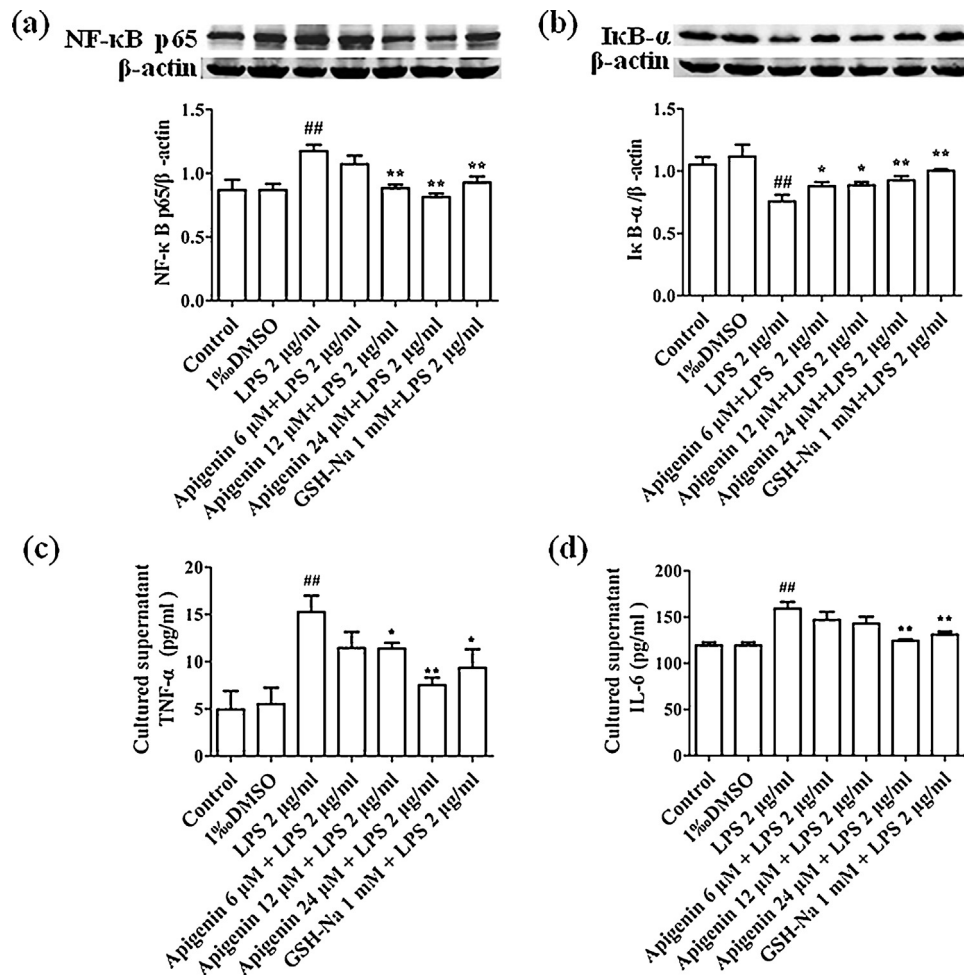 (a)
NF-κB p65
β-actin
NF-κ B p65/β -actin
1.5
1.0
0.5
0.0
##
**
**
**
Control
1‰DMSO
LPS 2 μg/ml
Apigenin 6 μM+LPS 2 μg/ml
Apigenin 12 μM+LPS 2 μg/ml
Apigenin 24 μM+LPS 2 μg/ml
GSH-Na 1 mM+LPS 2 μg/ml
(b)
IκB-α
β-actin
Iκ B-α /β -actin
1.5
1.0
0.5
0.0
##
*
*
**
**
Control
1‰DMSO
LPS 2 μg/ml
Apigenin 6 μM+LPS 2 μg/ml
Apigenin 12 μM+LPS 2 μg/ml
Apigenin 24 μM+LPS 2 μg/ml
GSH-Na 1 mM+LPS 2 μg/ml
(c)
Cultured supernatant
TNF-α (pg/ml)
20
15
10
5
0
##
*
**
*
Control
1‰DMSO
LPS 2 μg/ml
Apigenin 6 μM + LPS 2 μg/ml
Apigenin 12 μM + LPS 2 μg/ml
Apigenin 24 μM + LPS 2 μg/ml
GSH-Na 1 mM + LPS 2 μg/ml
(d)
Cultured supernatant
IL-6 (pg/ml )
200
150
100
50
0
##
**
**
Control
1‰DMSO
LPS 2 μg/ml
Apigenin 6 μM + LPS 2 μg/ml
Apigenin 12 μM + LPS 2 μg/ml
Apigenin 24 μM + LPS 2 μg/ml
GSH-Na 1 mM + LPS 2 μg/ml